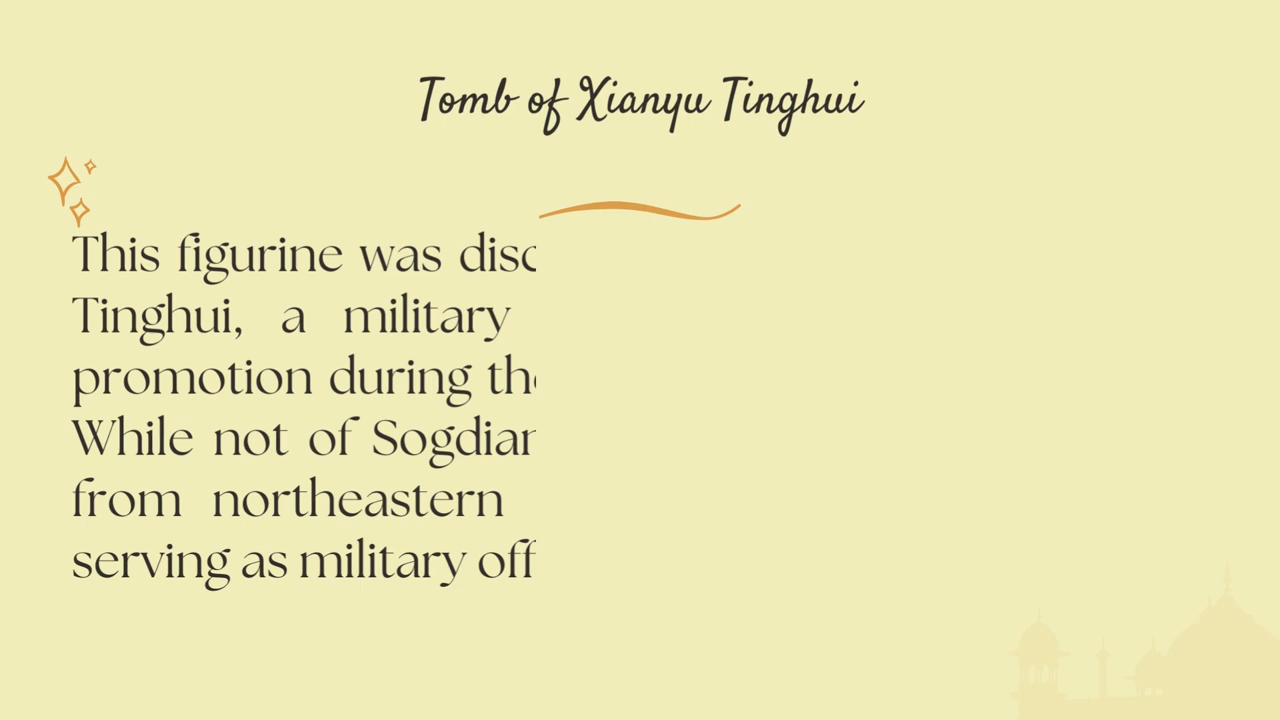 Tomb of Xianyu Tinghui
This figurine was
Tinghui, a military
promotion during
While not of
from northeastern
serving as military